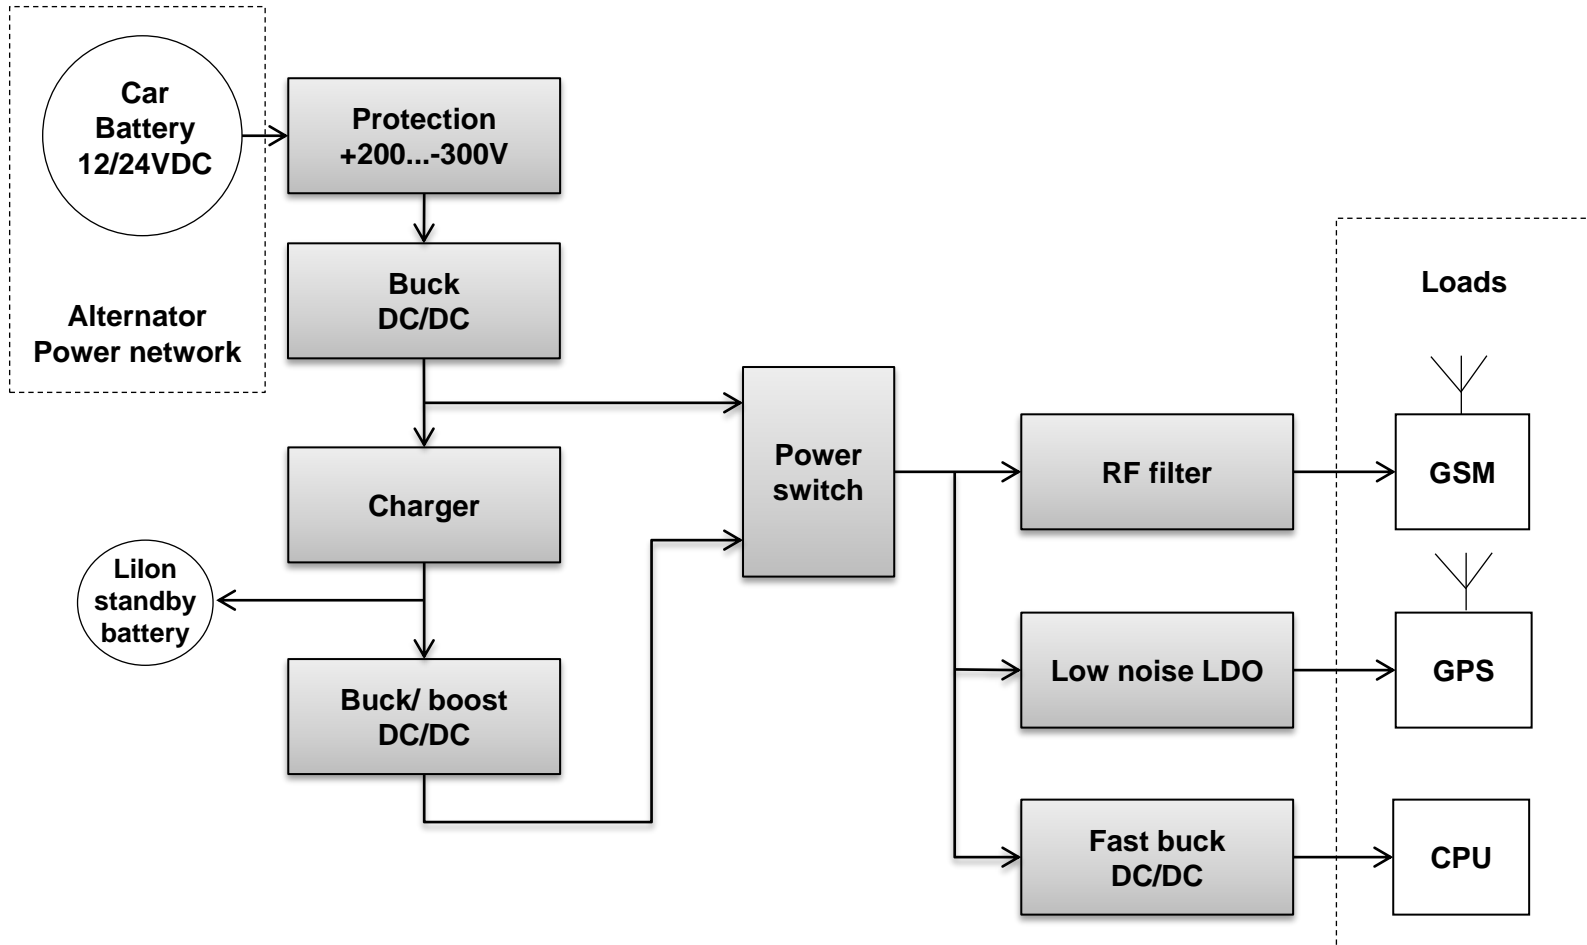 Car
Battery
12/24VDC
Alternator
Power network
Protection
+200...-300V
Buck
DC/DC
Charger
LiIon
standby
battery
Buck/ boost
DC/DC
Power
switch
RF filter
Low noise LDO
Fast buck
DC/DC
Loads
GSM
GPS
CPU